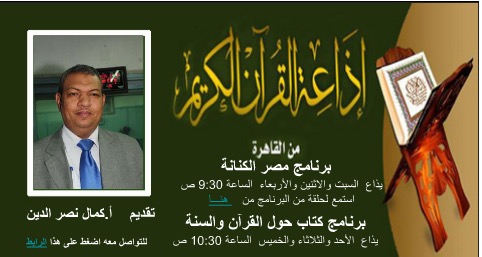 إذاعة القرآن الكريم
من القاهرة
برنامج مصر الكنانة
يذاع السبت والاثنين والأربعاء الساعة 9:30 ص
استمع لحلقة من البرنامج من هنـــا
برنامج كتاب حول القرآن والسنة
يذاع الأحد والثلاثاء والخميس الساعة 10:30 ص
تقديم أ.كمال نصر الدين
للتواصل معه اضغط على هذا الرابط